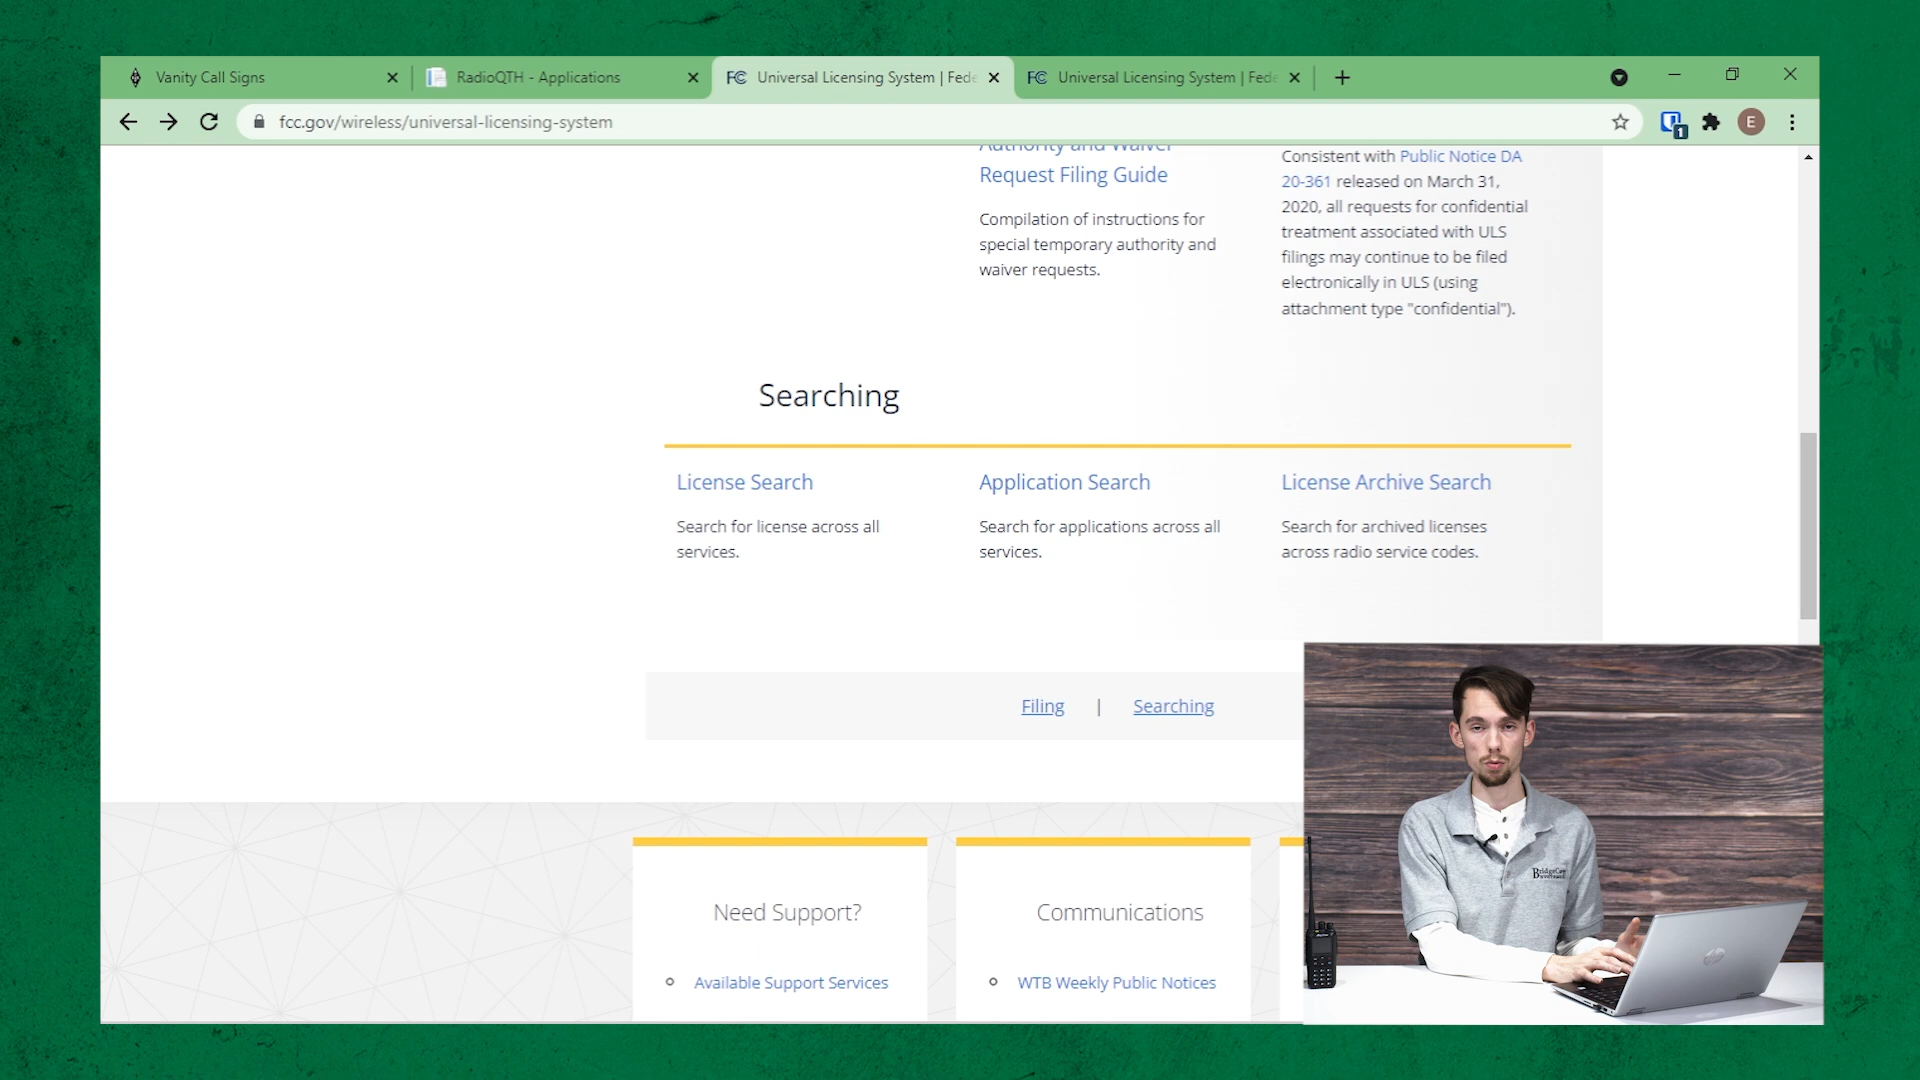 Vanity Call Signs
RadioQTH - Applications
FC Universal Licensing System | Fede
FC Universal Licensing System | Fede
fcc.gov/wireless/universal-licensing-system
1
E
Authority and Waiver
Request Filing Guide
Compilation of instructions for
special temporary authority and
waiver requests.
Consistent with Public Notice DA
20-361 released on March 31,
2020, all requests for confidential
treatment associated with ULS
filings may continue to be filed
electronically in ULS (using
attachment type "confidential").
Searching
License Search
Search for license across all
services.
Application Search
Search for applications across all
services.
License Archive Search
Search for archived licenses
across radio service codes.
Filing | Searching
Need Support?
Available Support Services
Communications
WTB Weekly Public Notices
hp